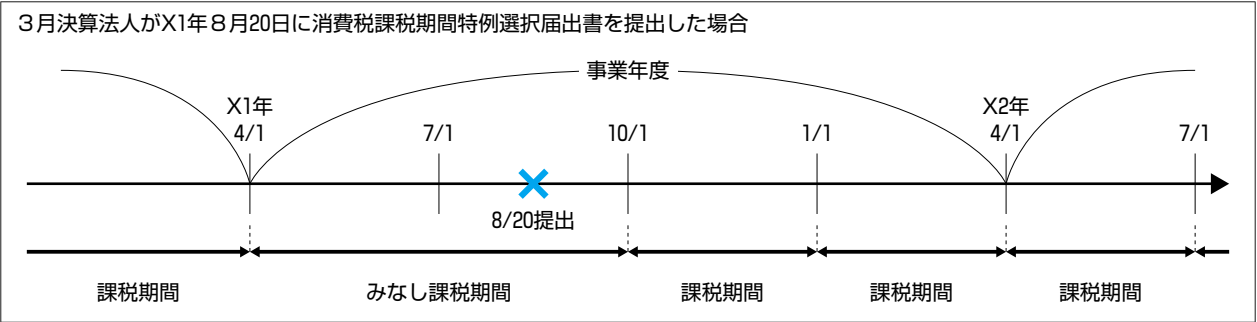 ３月決算法人がX1年８月20日に消費税課税期間特例選択届出書を提出した場合
事業年度
X1年
4/1
7/1
10/1
1/1
X2年
4/1
7/1
8/20提出
課税期間
みなし課税期間
課税期間
課税期間
課税期間